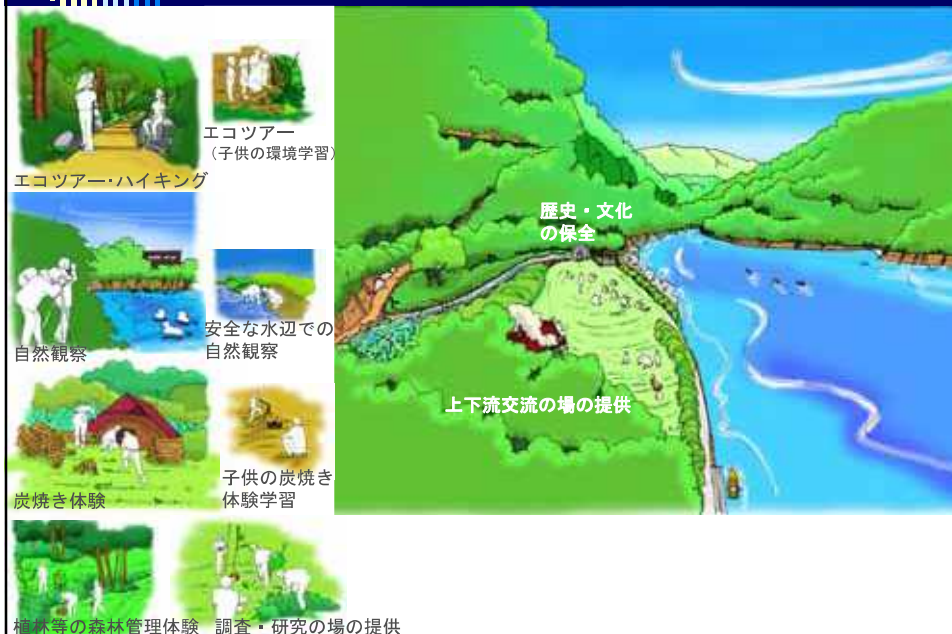 エコツアー
(子供の環境学習)
エコツアー・ハイキング
自然観察
安全な水辺での
自然観察
炭焼き体験
子供の炭焼き
体験学習
植林等の森林管理体験
調査・研究の場の提供
歴史・文化
の保全
上下流交流の場の提供